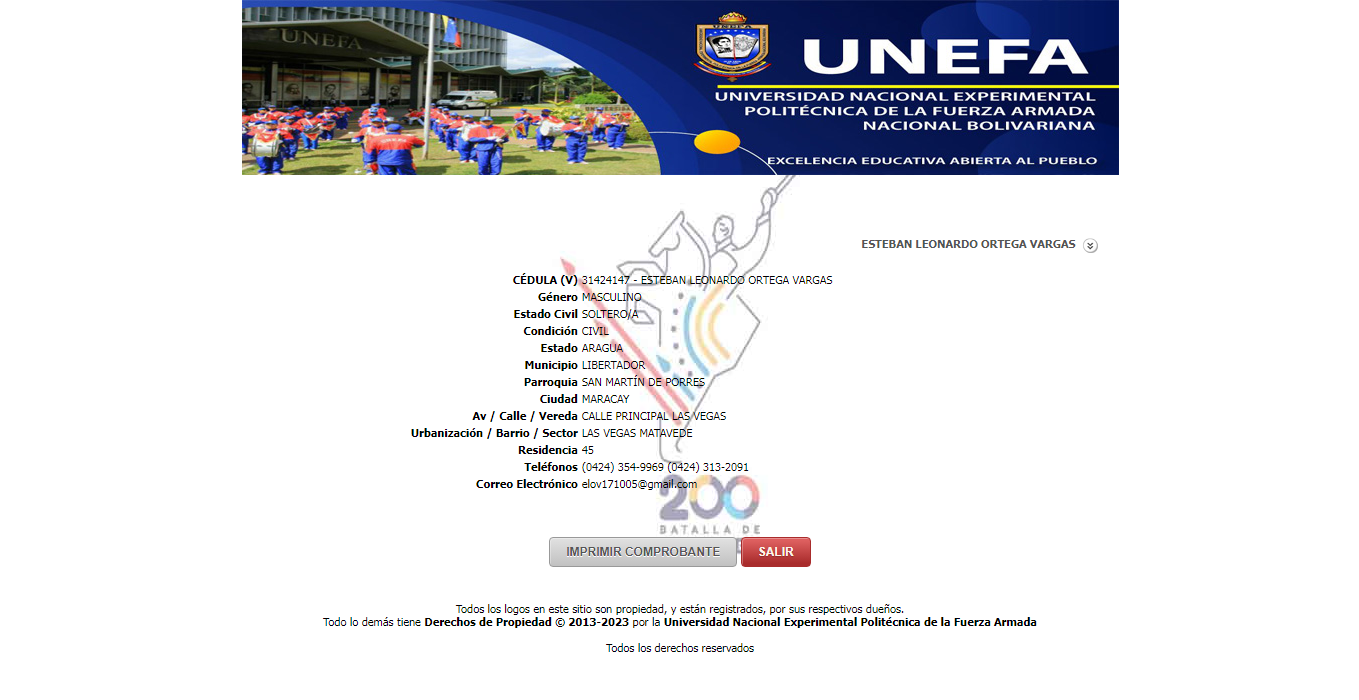 UNEFA
UNEFA
UNIVERSIDAD NACIONAL EXPERIMENTAL
POLITÉCNICA DE LA FUERZA ARMADA
NACIONAL BOLIVARIANA
EXCELENCIA EDUCATIVA ABIERTA AL PUEBLO
ESTEBAN LEONARDO ORTEGA VARGAS
CÉDULA (V) 31424147 - ESTEBAN LEONARDO ORTEGA VARGAS
Género MASCULINO
Estado Civil SOLTERO/A
Condición CIVIL
Estado ARAGUA
Municipio LIBERTADOR
Parroquia SAN MARTÍN DE PORRES
Ciudad MARACAY
Av / Calle / Vereda CALLE PRINCIPAL LAS VEGAS
Urbanización / Barrio / Sector LAS VEGAS MATAVEDE
Residencia 45
Teléfonos (0424) 354-9969 (0424) 313-2091
Correo Electrónico elov171005@gmail.com
200
BATALLA DE
IMPRIMIR COMPROBANTE SALIR
Todos los logos en este sitio son propiedad, y están registrados, por sus respectivos dueños.
Todo lo demás tiene Derechos de Propiedad © 2013-2023 por la Universidad Nacional Experimental Politécnica de la Fuerza Armada
Todos los derechos reservados